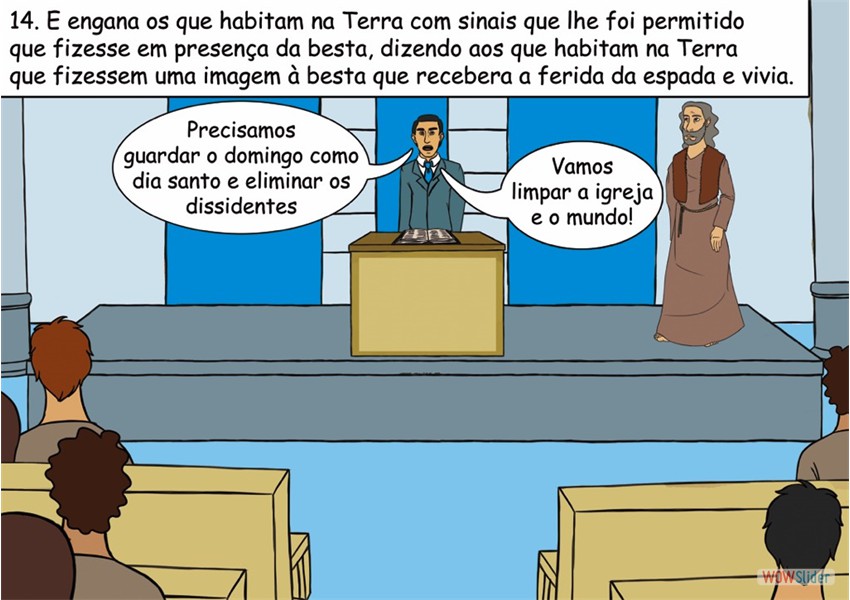 14. E engana os que habitam na Terra com sinais que lhe foi permitido
que fizesse em presença da besta, dizendo aos que habitam na Terra
que fizessem uma imagem à besta que recebera a ferida da espada e vivia.
Precisamos
guardar o domingo como
dia santo e eliminar os
dissidentes
Vamos
limpar a igreja
e o mundo!
WOWSlider